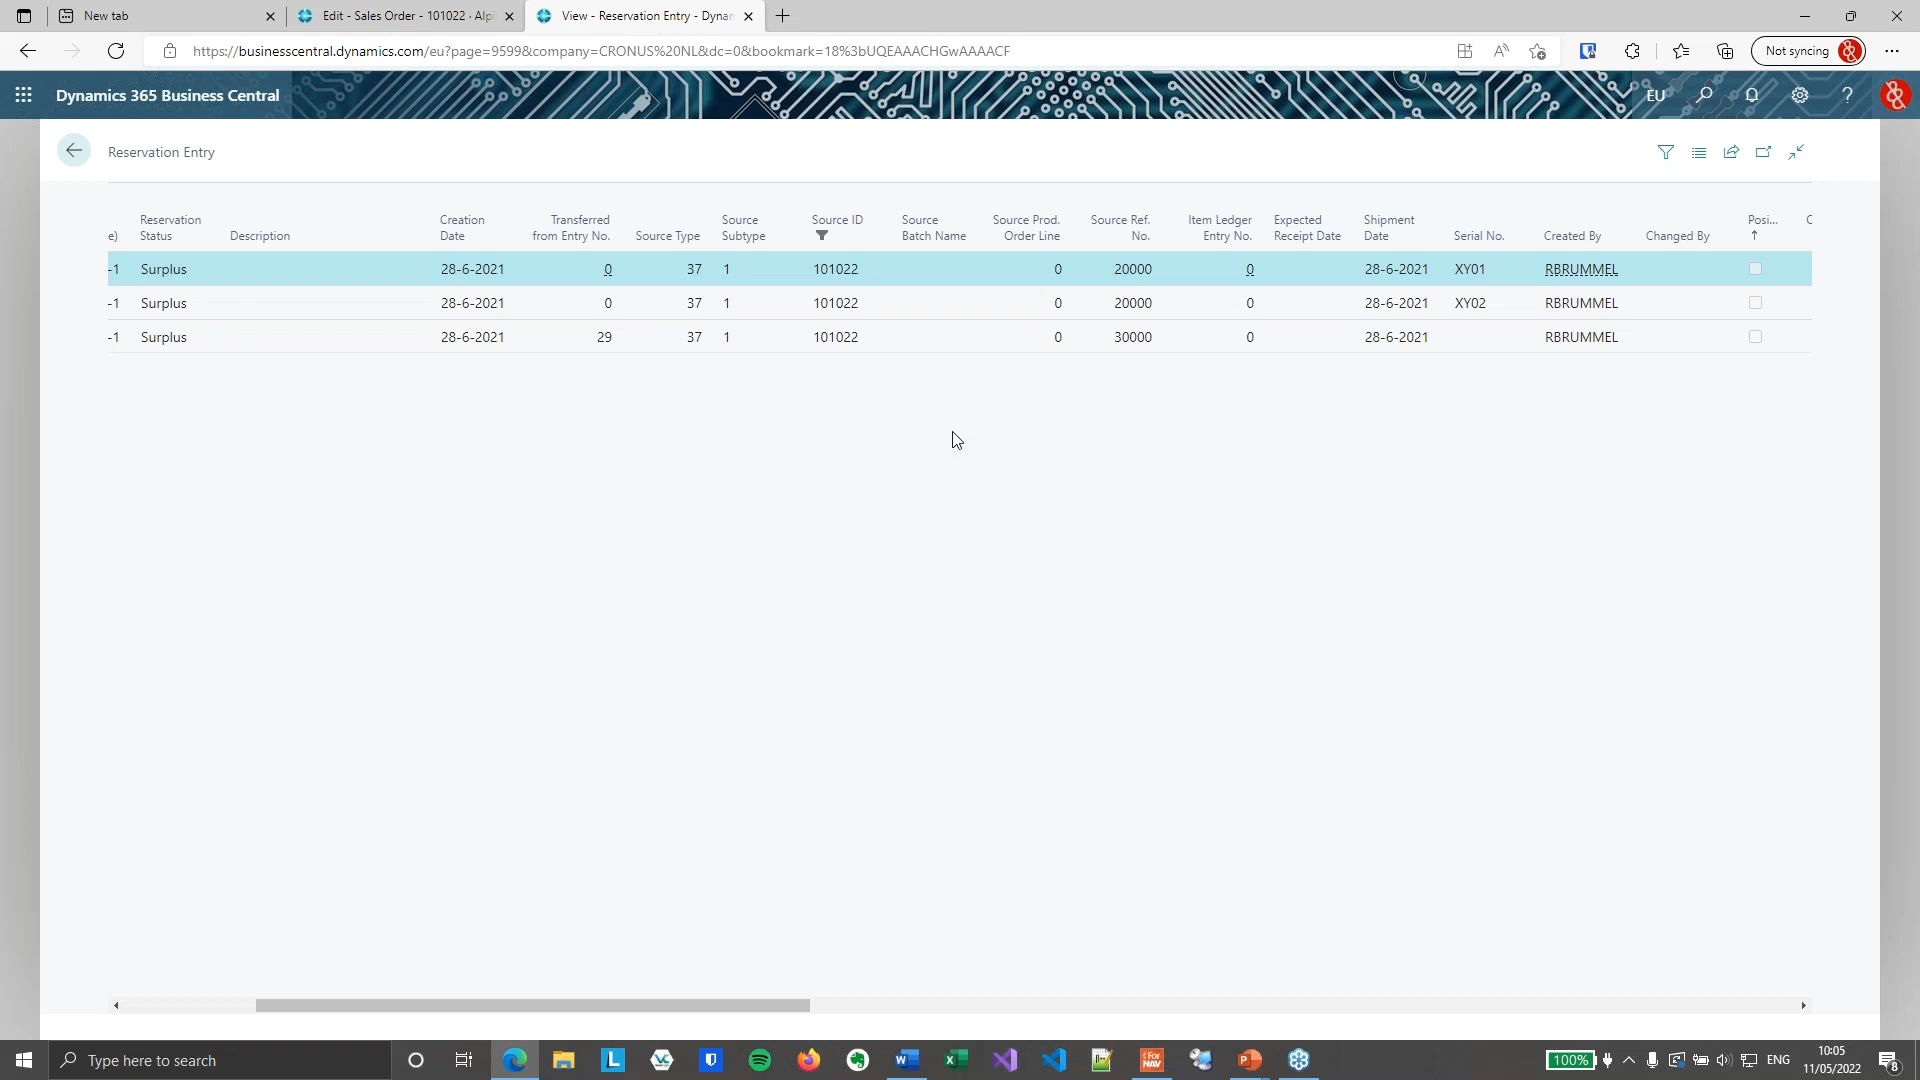 New tab
Edit - Sales Order - 101022 - Alpi
View - Reservation Entry - Dynam
https://businesscentral.dynamics.com/eu?page=9599&company=CRONUS%20NL&dc=0&bookmark=18%3bUQEAAACHGwAAAACF
Not syncing
Dynamics 365 Business Central
EU
Reservation Entry
e) Reservation Status Description Creation Date Transferred from Entry No. Source Type Source Subtype Source ID Source Batch Name Source Prod. Order Line Source Ref. No. Item Ledger Entry No. Expected Receipt Date Shipment Date Serial No. Created By Changed By Posi... C
-1 Surplus 28-6-2021 0 37 1 101022 0 20000 0 28-6-2021 XY01 RBRUMMEL
-1 Surplus 28-6-2021 0 37 1 101022 0 20000 0 28-6-2021 XY02 RBRUMMEL
-1 Surplus 28-6-2021 29 37 1 101022 0 30000 0 28-6-2021 RBRUMMEL
Type here to search
100%
ENG
10:05
11/05/2022
8